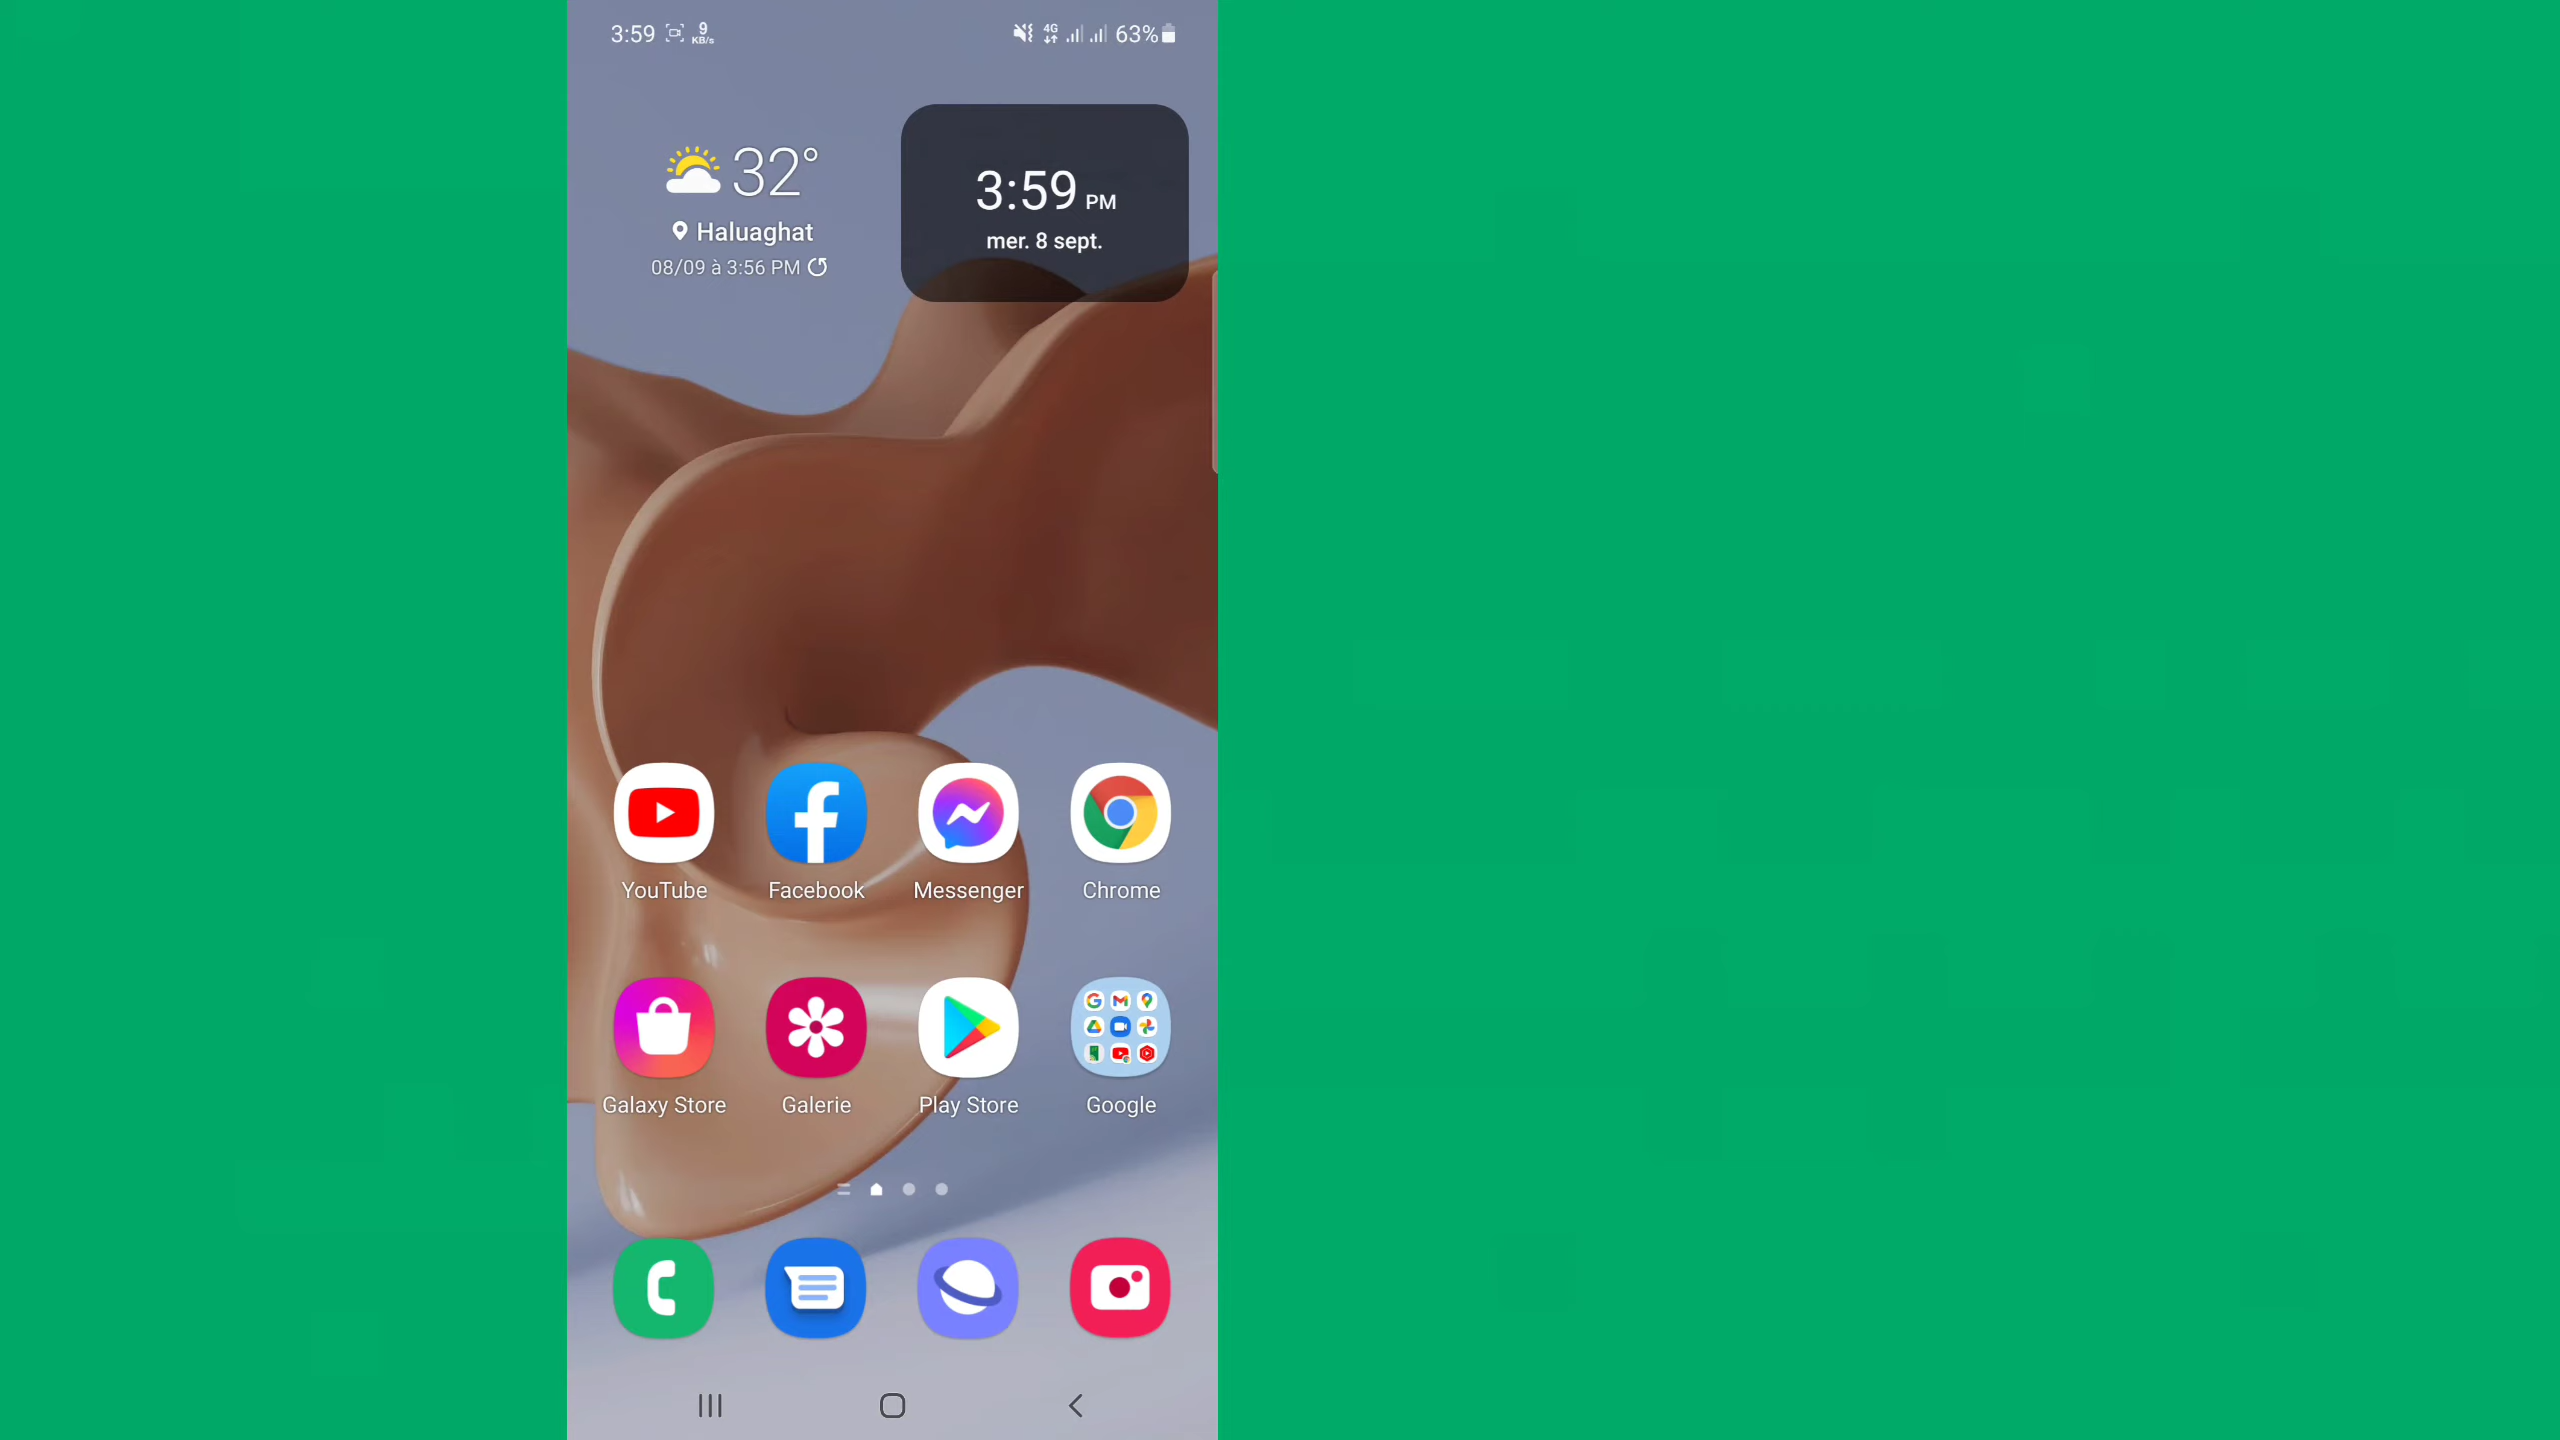 3:59 9 KB/s 4G 63%
32°
Haluaghat
08/09 à 3:56 PM
3:59 PM
mer. 8 sept.
YouTube Facebook Messenger Chrome
Galaxy Store Galerie Play Store Google